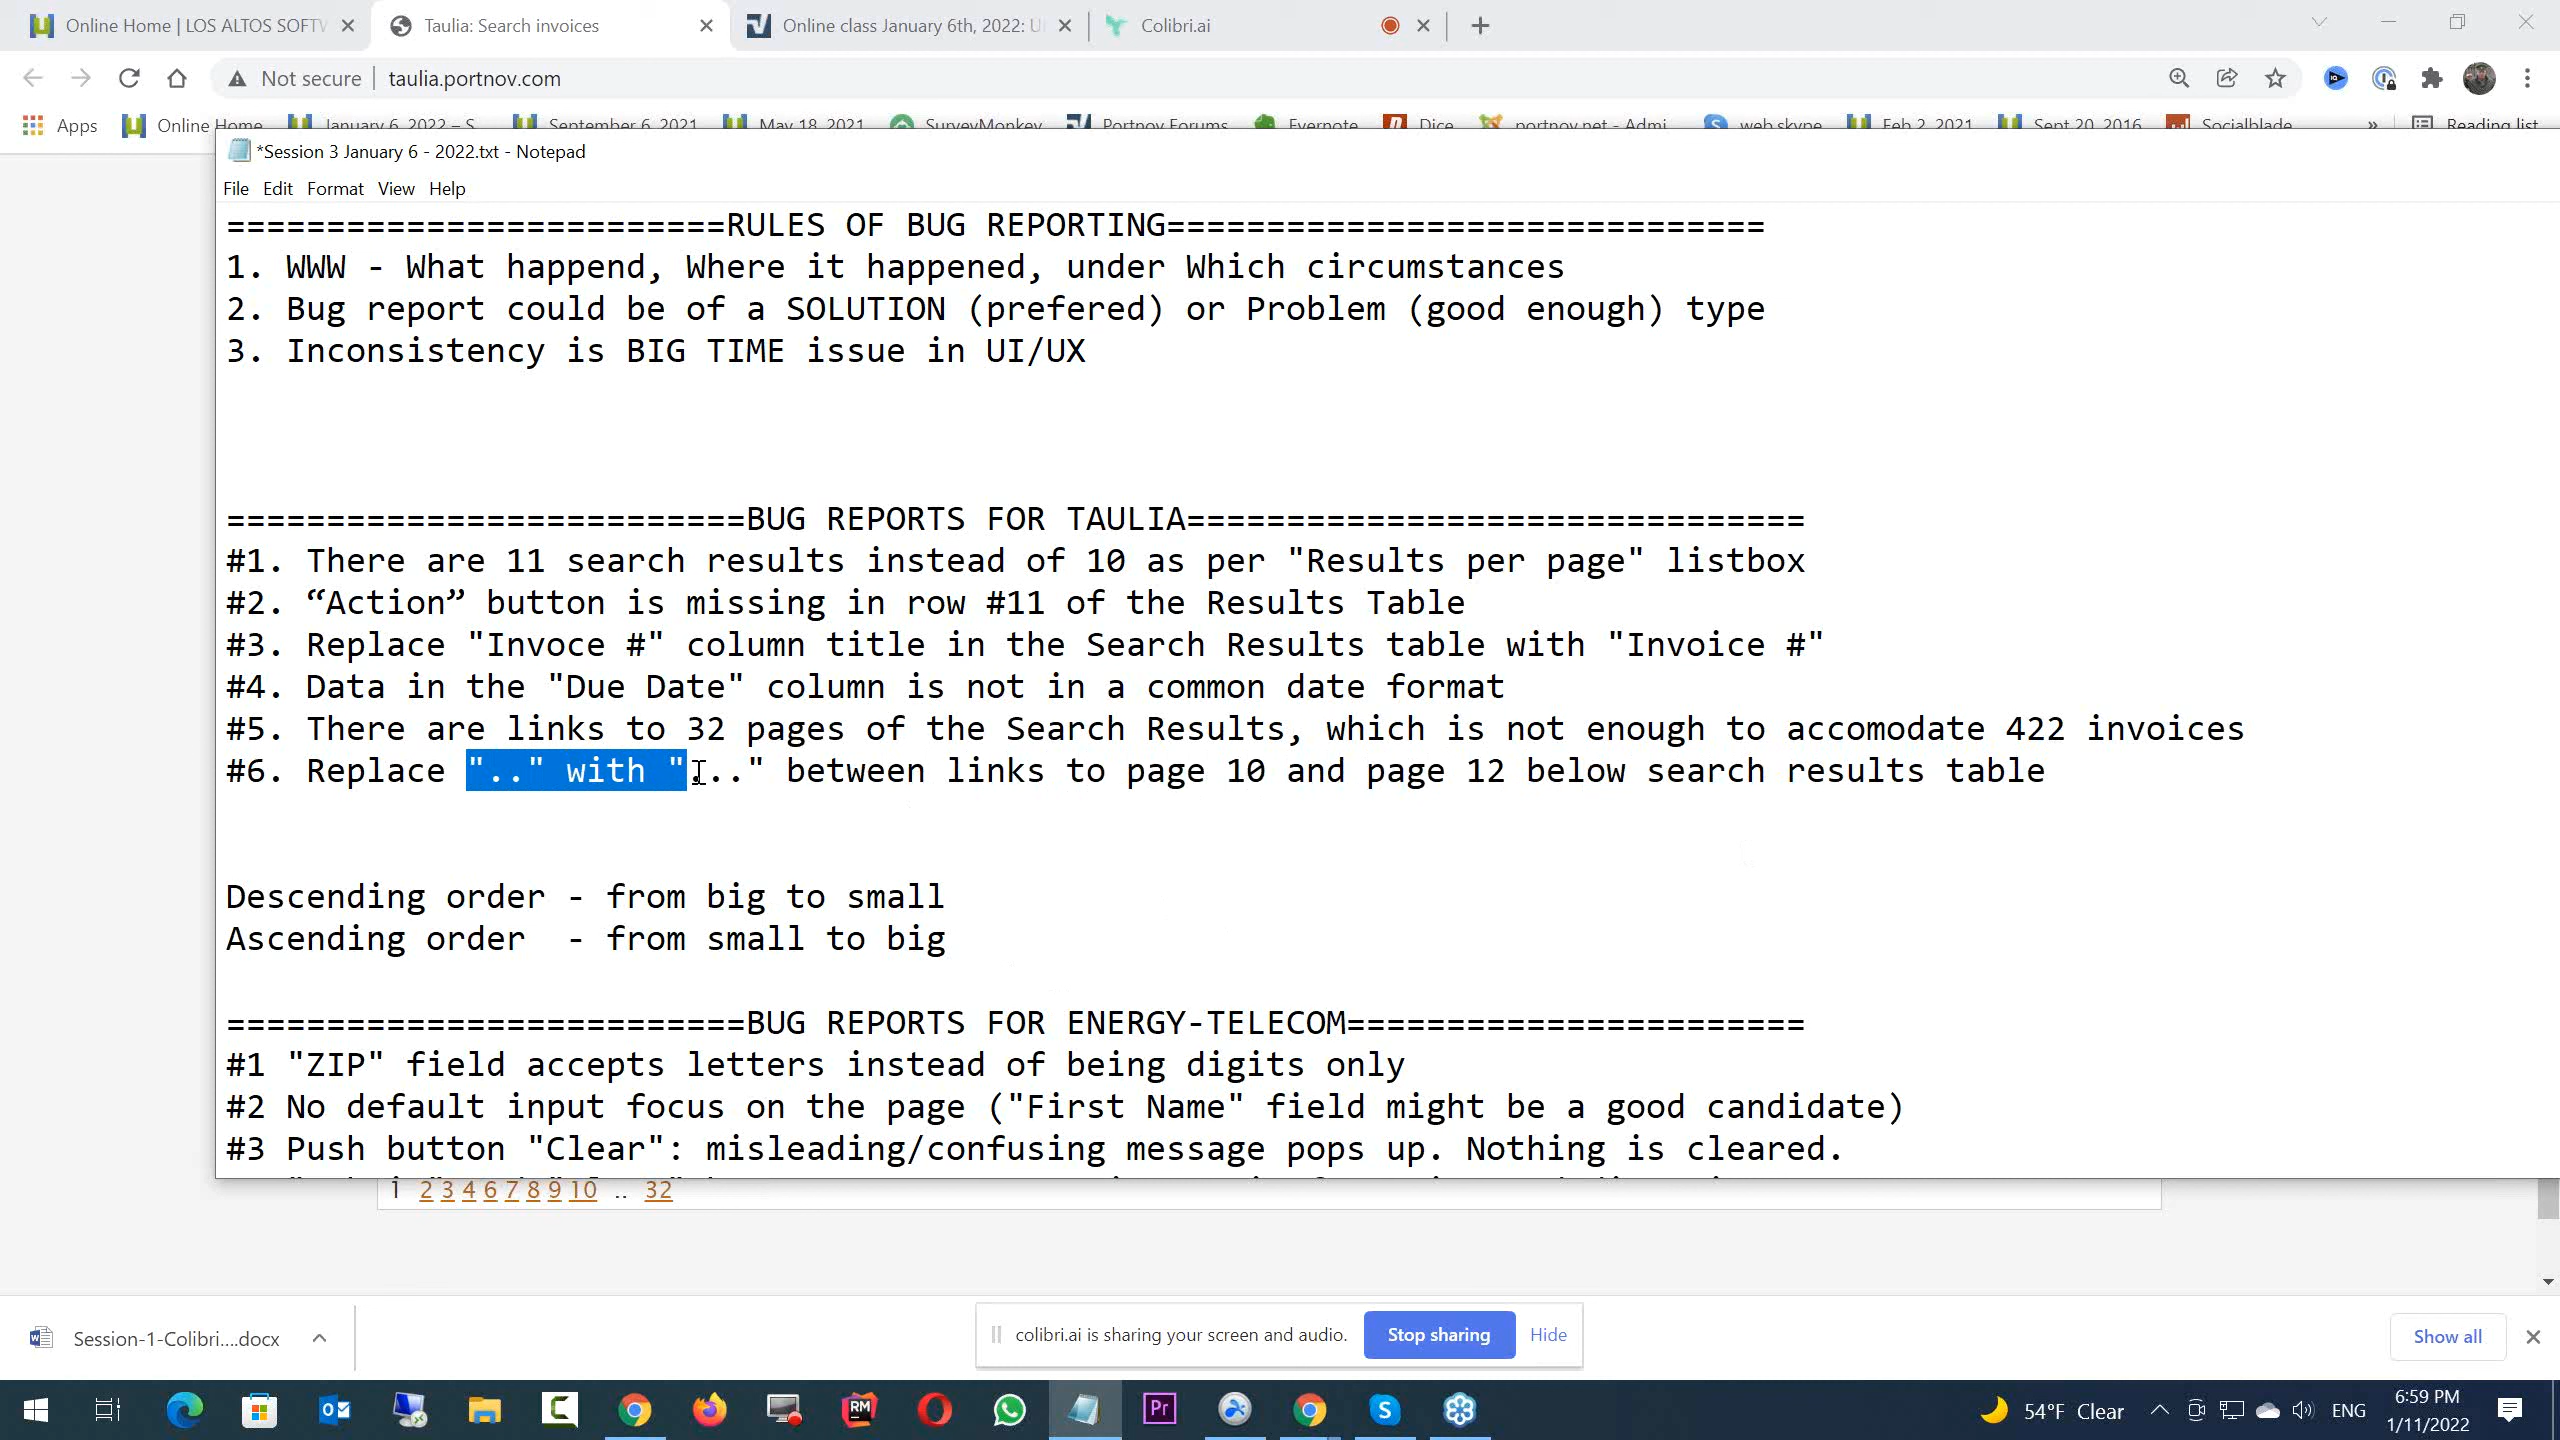 Online Home | LOS ALTOS SOFTW
Taulia: Search invoices
Online class January 6th, 2022: UI
Colibri.ai
Not secure
taulia.portnov.com
Apps
Online Home
January 6, 2022 – S
September 6, 2021
May 18, 2021
SurveyMonkey
Portnov Forums
Evernote
Dice
portnov.net - Admi
web.skype
Feb 2, 2021
Sept 20, 2016
Socialblade
»
Reading list
*Session 3 January 6 - 2022.txt - Notepad
File Edit Format View Help
=========================RULES OF BUG REPORTING==============================
1. WWW - What happend, Where it happened, under Which circumstances
2. Bug report could be of a SOLUTION (prefered) or Problem (good enough) type
3. Inconsistency is BIG TIME issue in UI/UX
==========================BUG REPORTS FOR TAULIA===============================
#1. There are 11 search results instead of 10 as per "Results per page" listbox
#2. “Action” button is missing in row #11 of the Results Table
#3. Replace "Invoce #" column title in the Search Results table with "Invoice #"
#4. Data in the "Due Date" column is not in a common date format
#5. There are links to 32 pages of the Search Results, which is not enough to accomodate 422 invoices
#6. Replace ".." with "..." between links to page 10 and page 12 below search results table
Descending order - from big to small
Ascending order  - from small to big
==========================BUG REPORTS FOR ENERGY-TELECOM=======================
#1 "ZIP" field accepts letters instead of being digits only
#2 No default input focus on the page ("First Name" field might be a good candidate)
#3 Push button "Clear": misleading/confusing message pops up. Nothing is cleared.
1 2 3 4 6 7 8 9 10 .. 32
Session-1-Colibri....docx
colibri.ai is sharing your screen and audio.
Stop sharing
Hide
Show all
54°F Clear
ENG
6:59 PM
1/11/2022